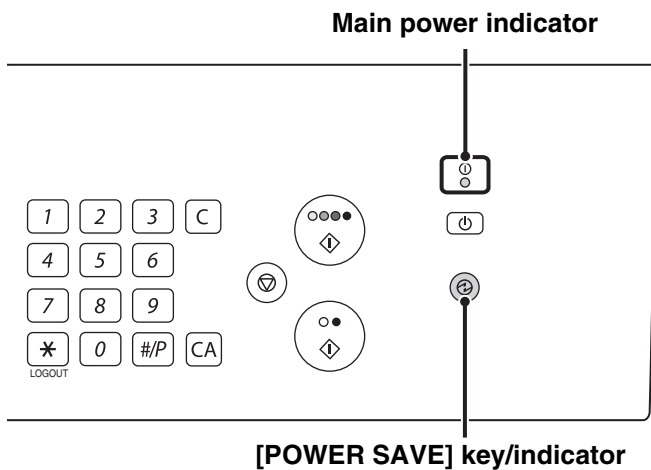 Main power indicator
1 2 3 C
4 5 6
7 8 9
* 0 #/P CA
LOGOUT
[POWER SAVE] key/indicator